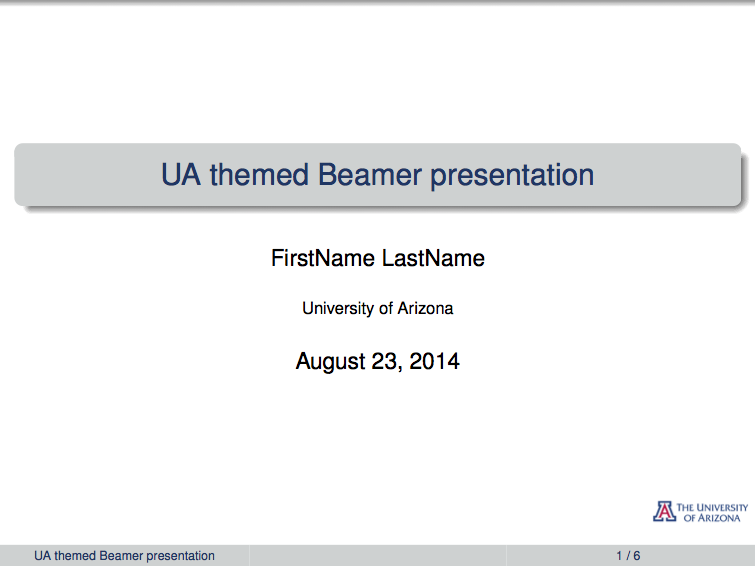 UA themed Beamer presentation
FirstName LastName
University of Arizona
August 23, 2014
A THE UNIVERSITY
OF ARIZONA
UA themed Beamer presentation
1 / 6